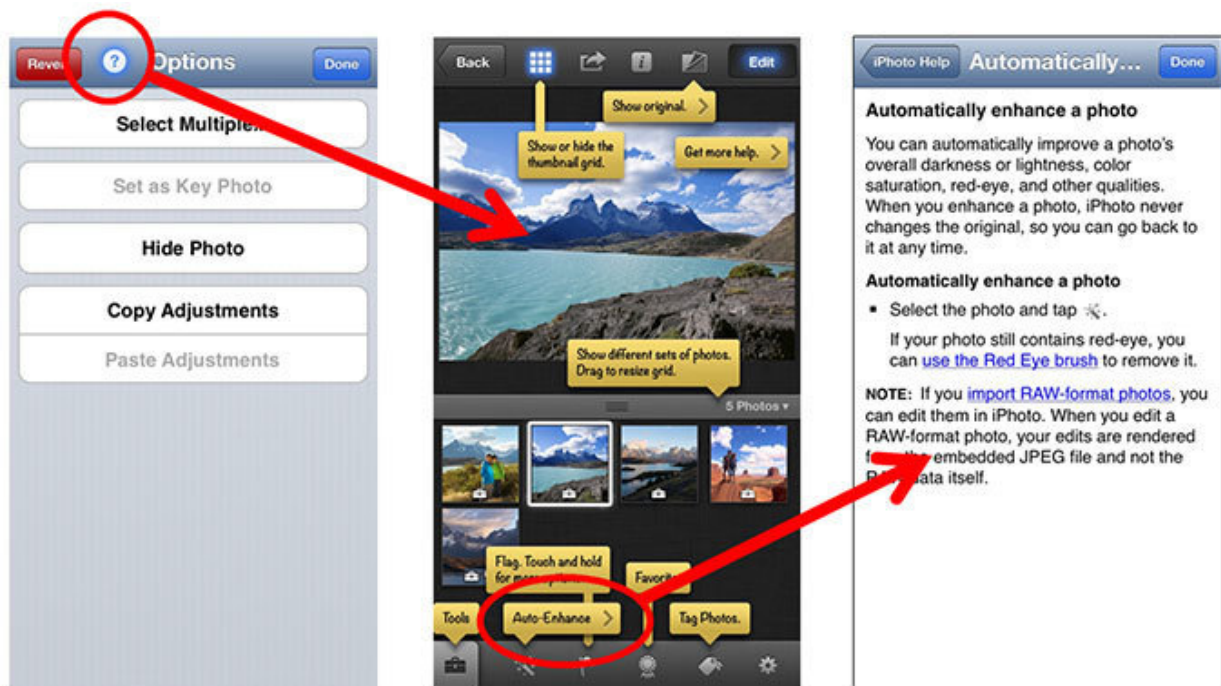 ? Options Done
Select Multiple...
Set as Key Photo
Hide Photo
Copy Adjustments
Paste Adjustments
Back i Edit
Show original. >
Show or hide the
thumbnail grid.
Get more help. >
Show different sets of photos.
Drag to resize grid.
5 Photos ▾
Flag. Touch and hold
for more
Auto-Enhance >
Tools
Tag Photos.
iPhoto Help Automatically... Done
Automatically enhance a photo
You can automatically improve a photo's
overall darkness or lightness, color
saturation, red-eye, and other qualities.
When you enhance a photo, iPhoto never
changes the original, so you can go back to
it at any time.
Automatically enhance a photo
▪ Select the photo and tap .
If your photo still contains red-eye, you
can use the Red Eye brush to remove it.
NOTE: If you import RAW-format photos, you
can edit them in iPhoto. When you edit a
RAW-format photo, your edits are rendered
the embedded JPEG file and not the
data itself.